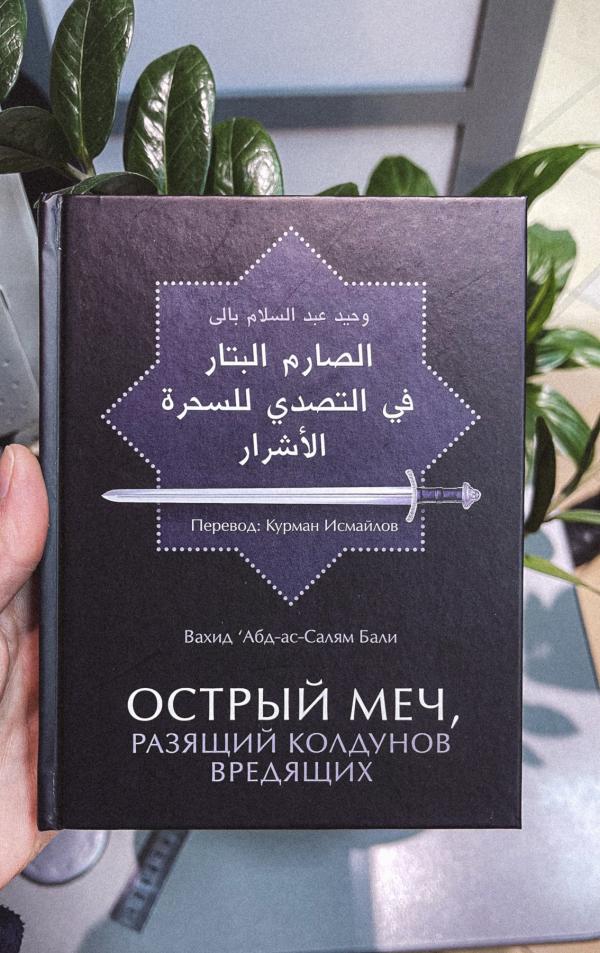 وحيد عبد السلام بالى
الصارم البتار
في التصدي للسحرة
الأشرار
Перевод: Курман Исмайлов
Вахид ‘Абд-ас-Салям Бали
ОСТРЫЙ МЕЧ,
РАЗЯЩИЙ КОЛДУНОВ
ВРЕДЯЩИХ